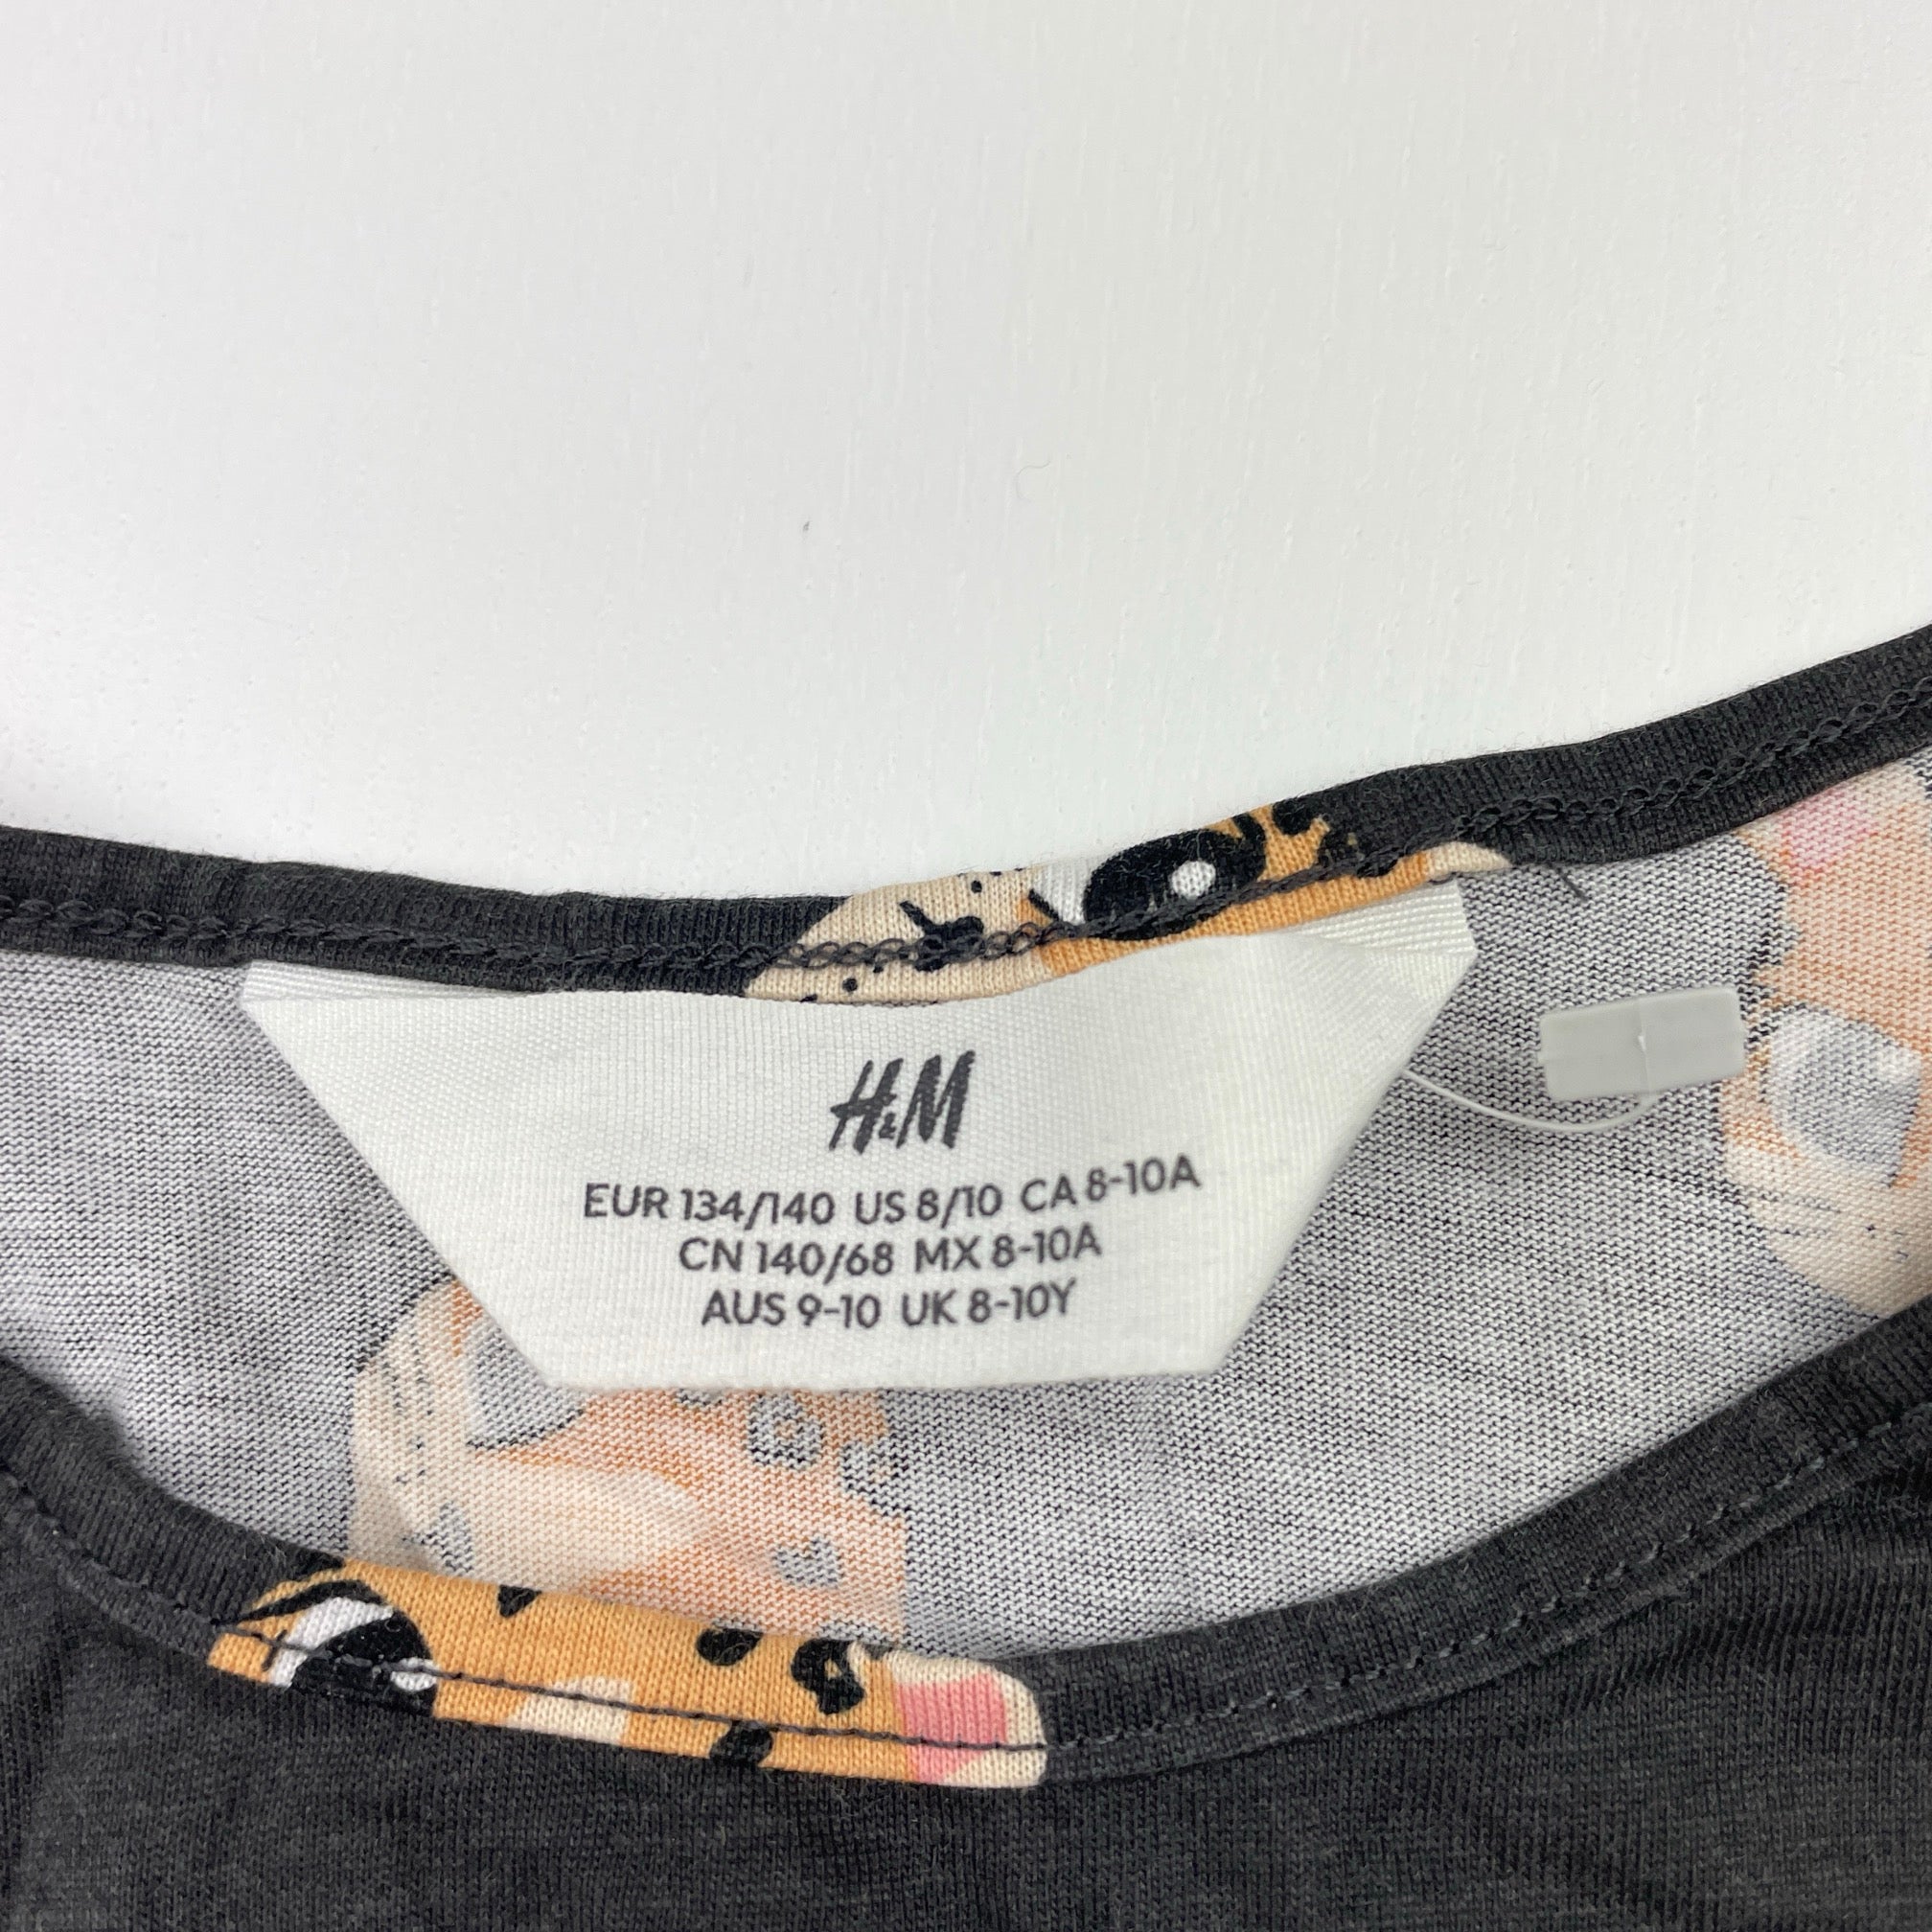 H&M
EUR 134/140 US 8/10 CA 8-10A
CN 140/68 MX 8-10A
AUS 9-10 UK 8-10Y